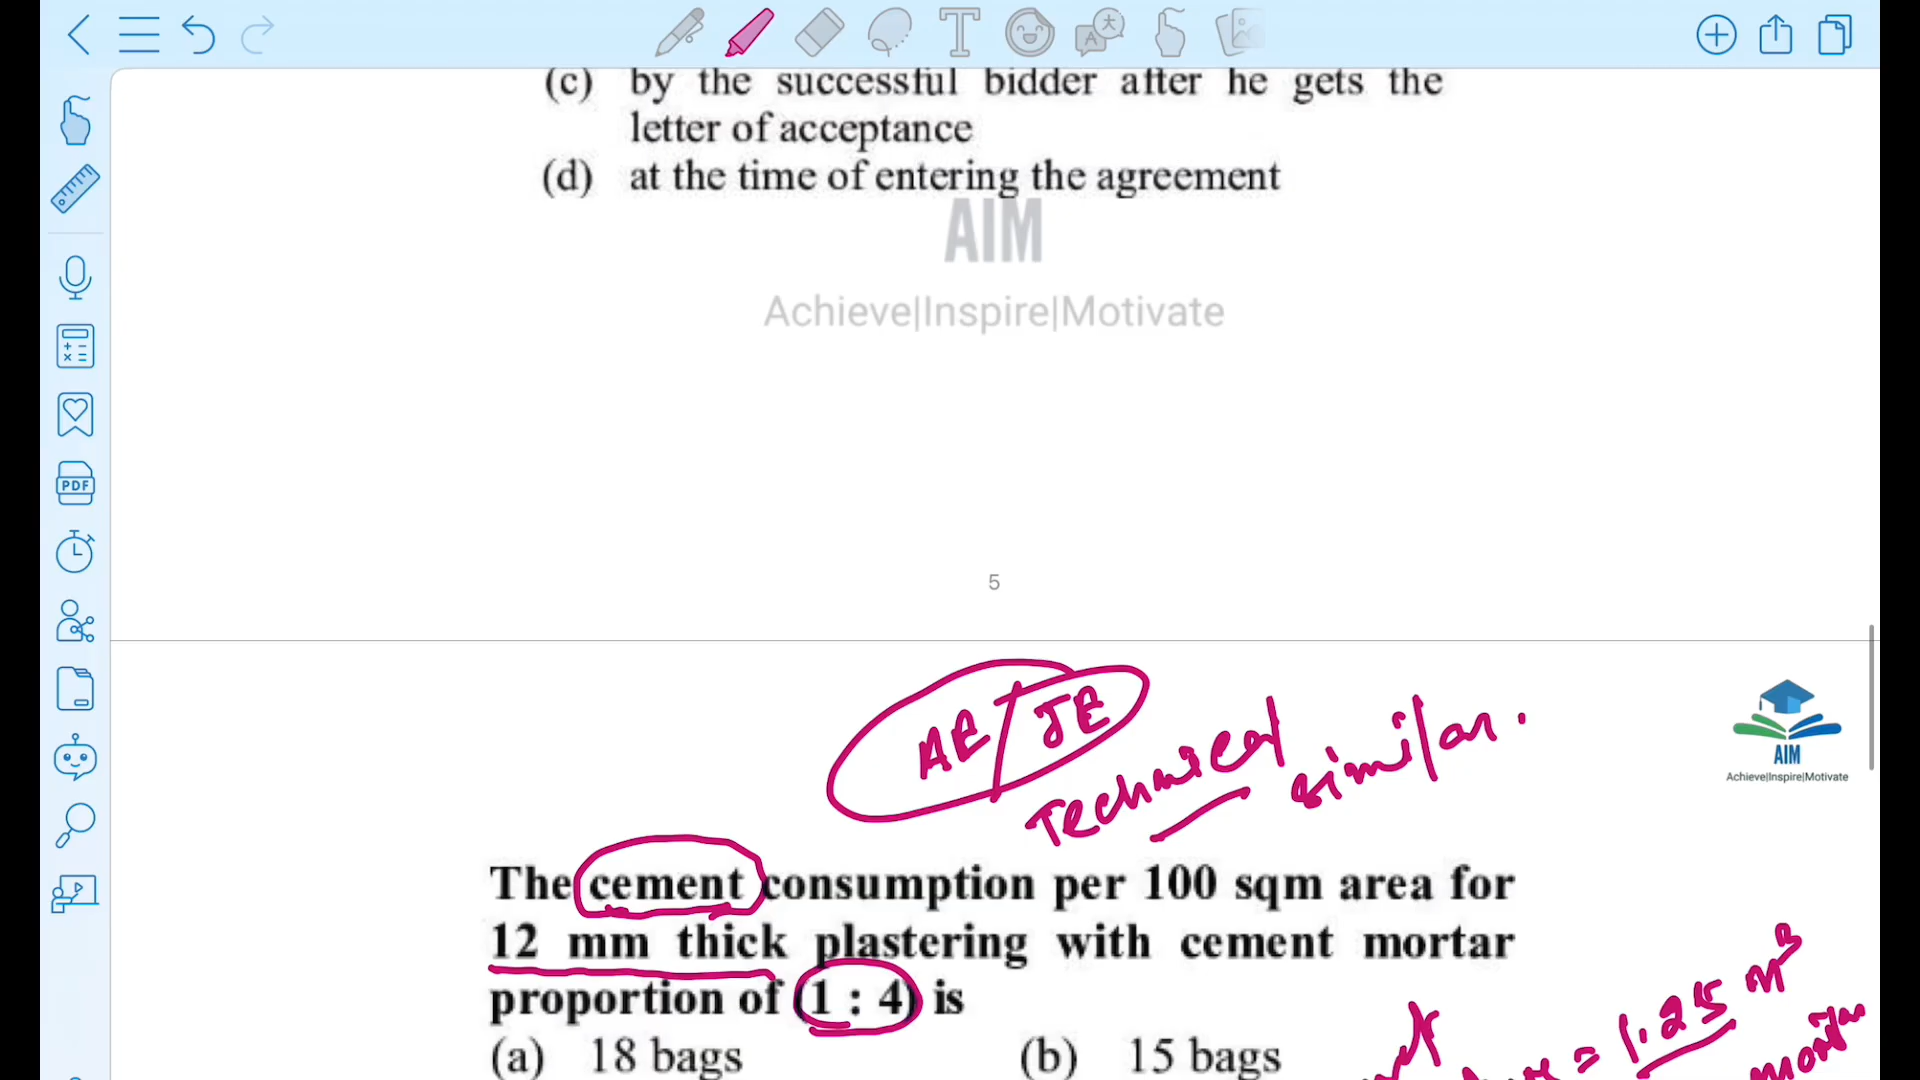 (c) by the successful bidder after he gets the
letter of acceptance
(d) at the time of entering the agreement
AIM
Achieve|Inspire|Motivate
5
AE/JE
Technical similar.
AIM
Achieve|Inspire|Motivate
The cement consumption per 100 sqm area for
12 mm thick plastering with cement mortar
proportion of (1 : 4) is
(a) 18 bags (b) 15 bags
= 1.25 m³
PDF